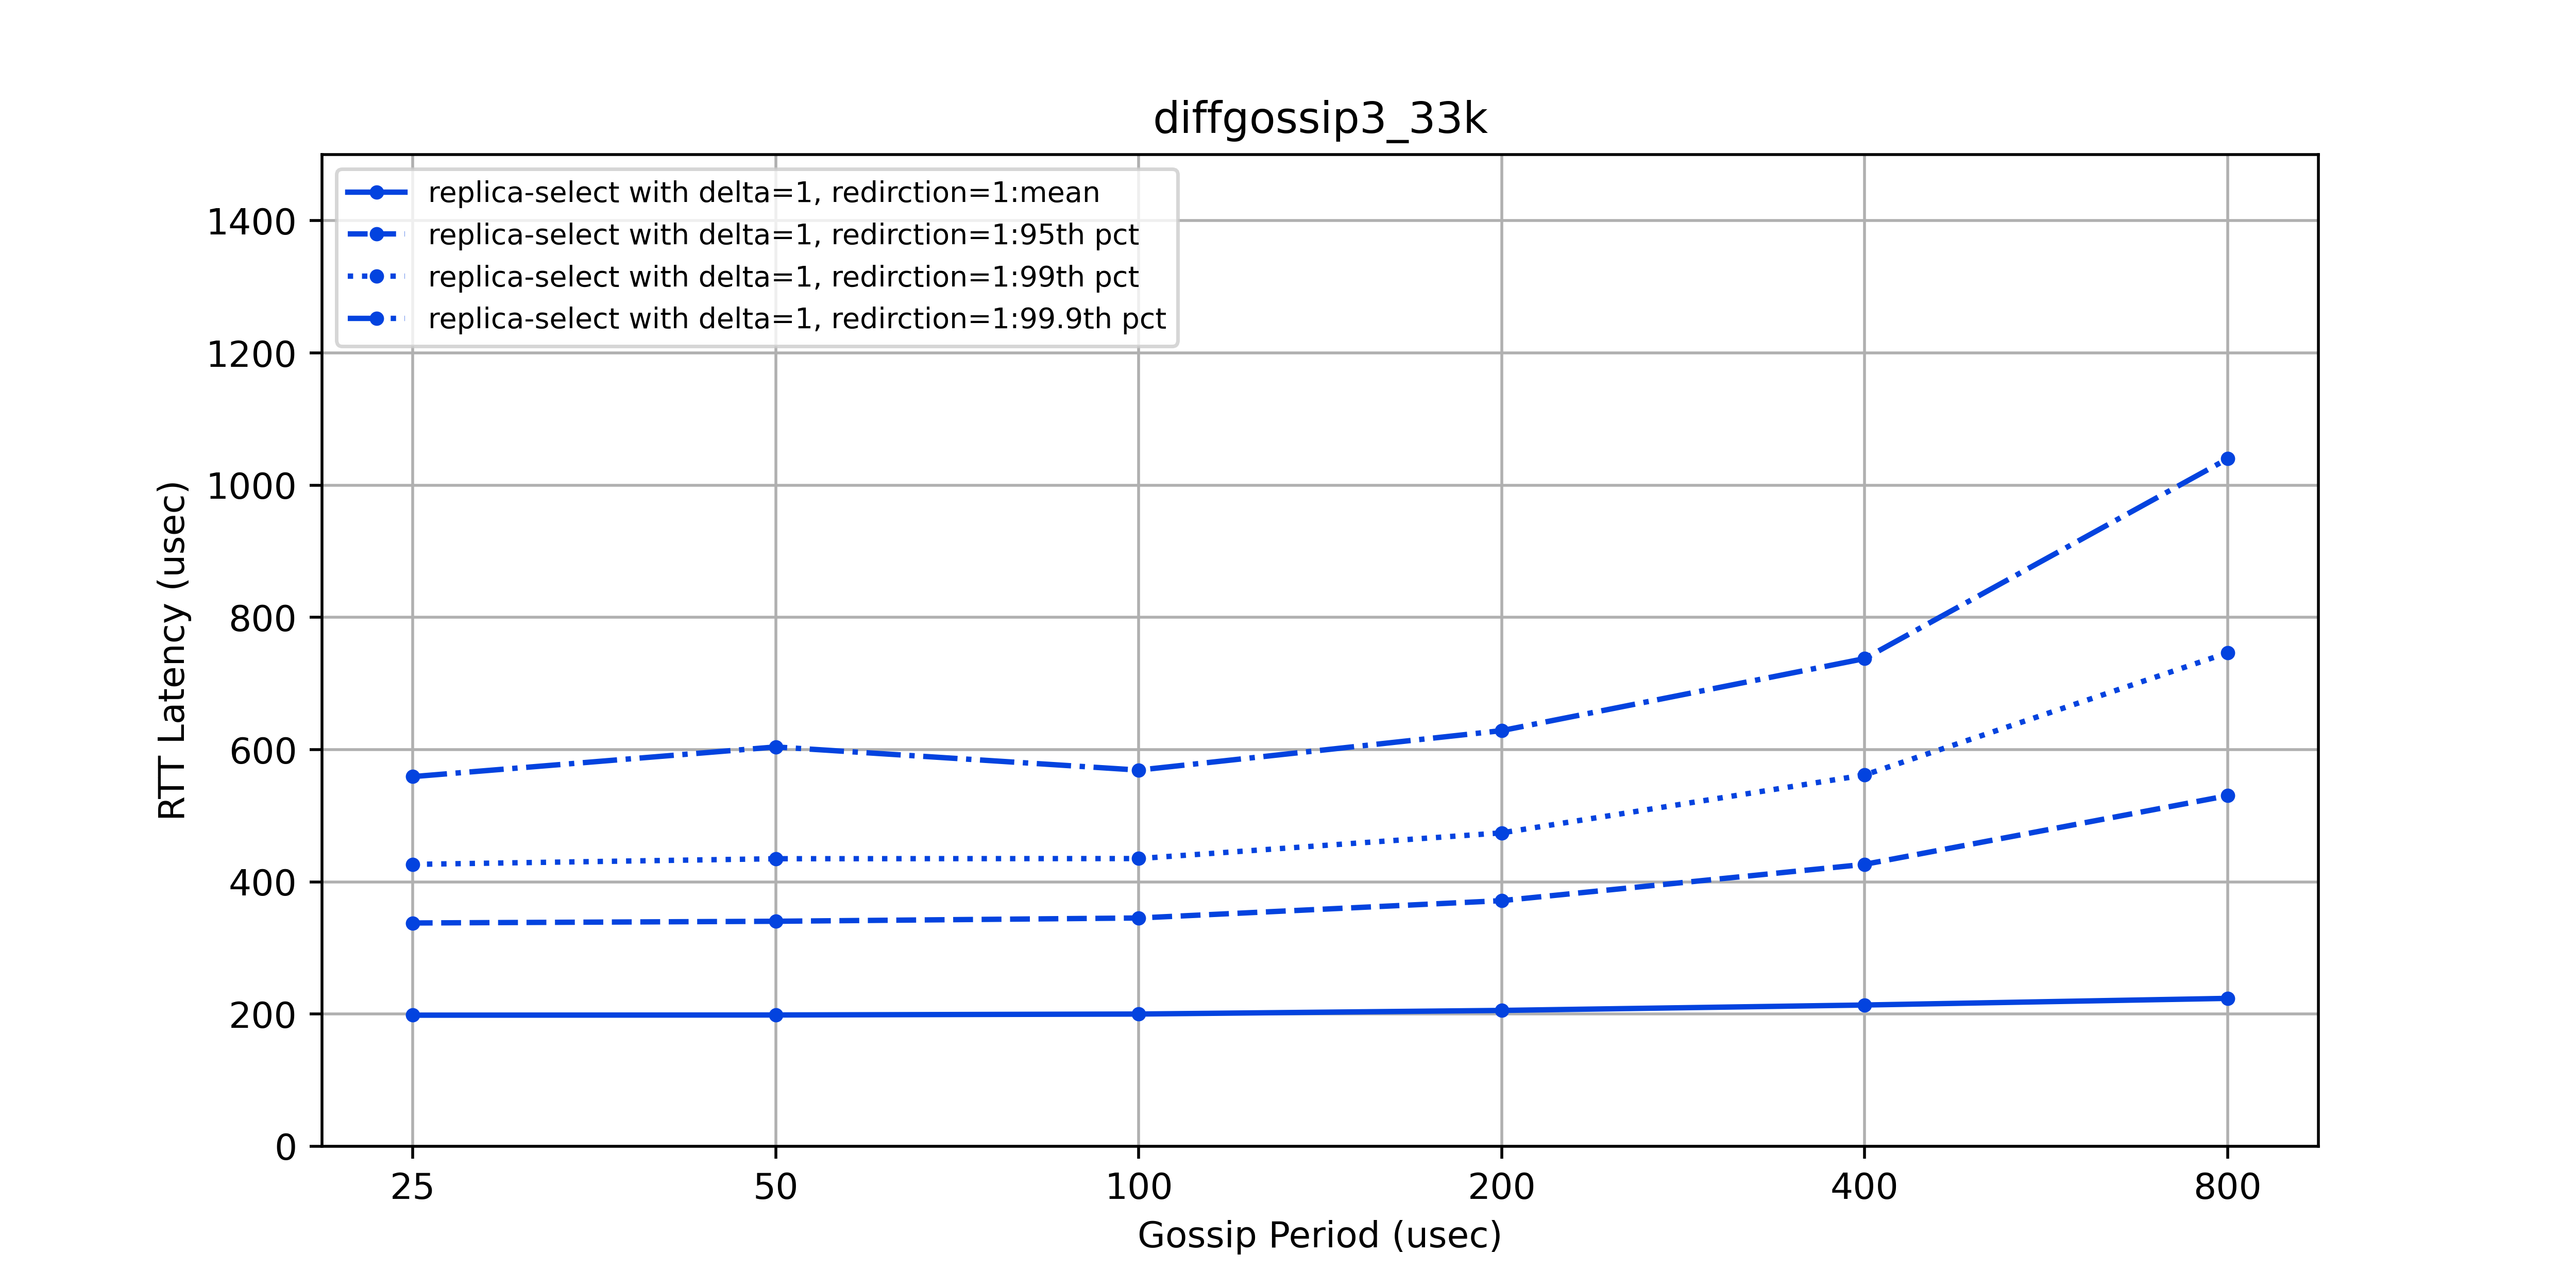 diffgossip3_33k
replica-select with delta=1, redirction=1:mean
replica-select with delta=1, redirction=1:95th pct
replica-select with delta=1, redirction=1:99th pct
replica-select with delta=1, redirction=1:99.9th pct
RTT Latency (usec)
1400
1200
1000
800
600
400
200
0
25 50 100 200 400 800
Gossip Period (usec)